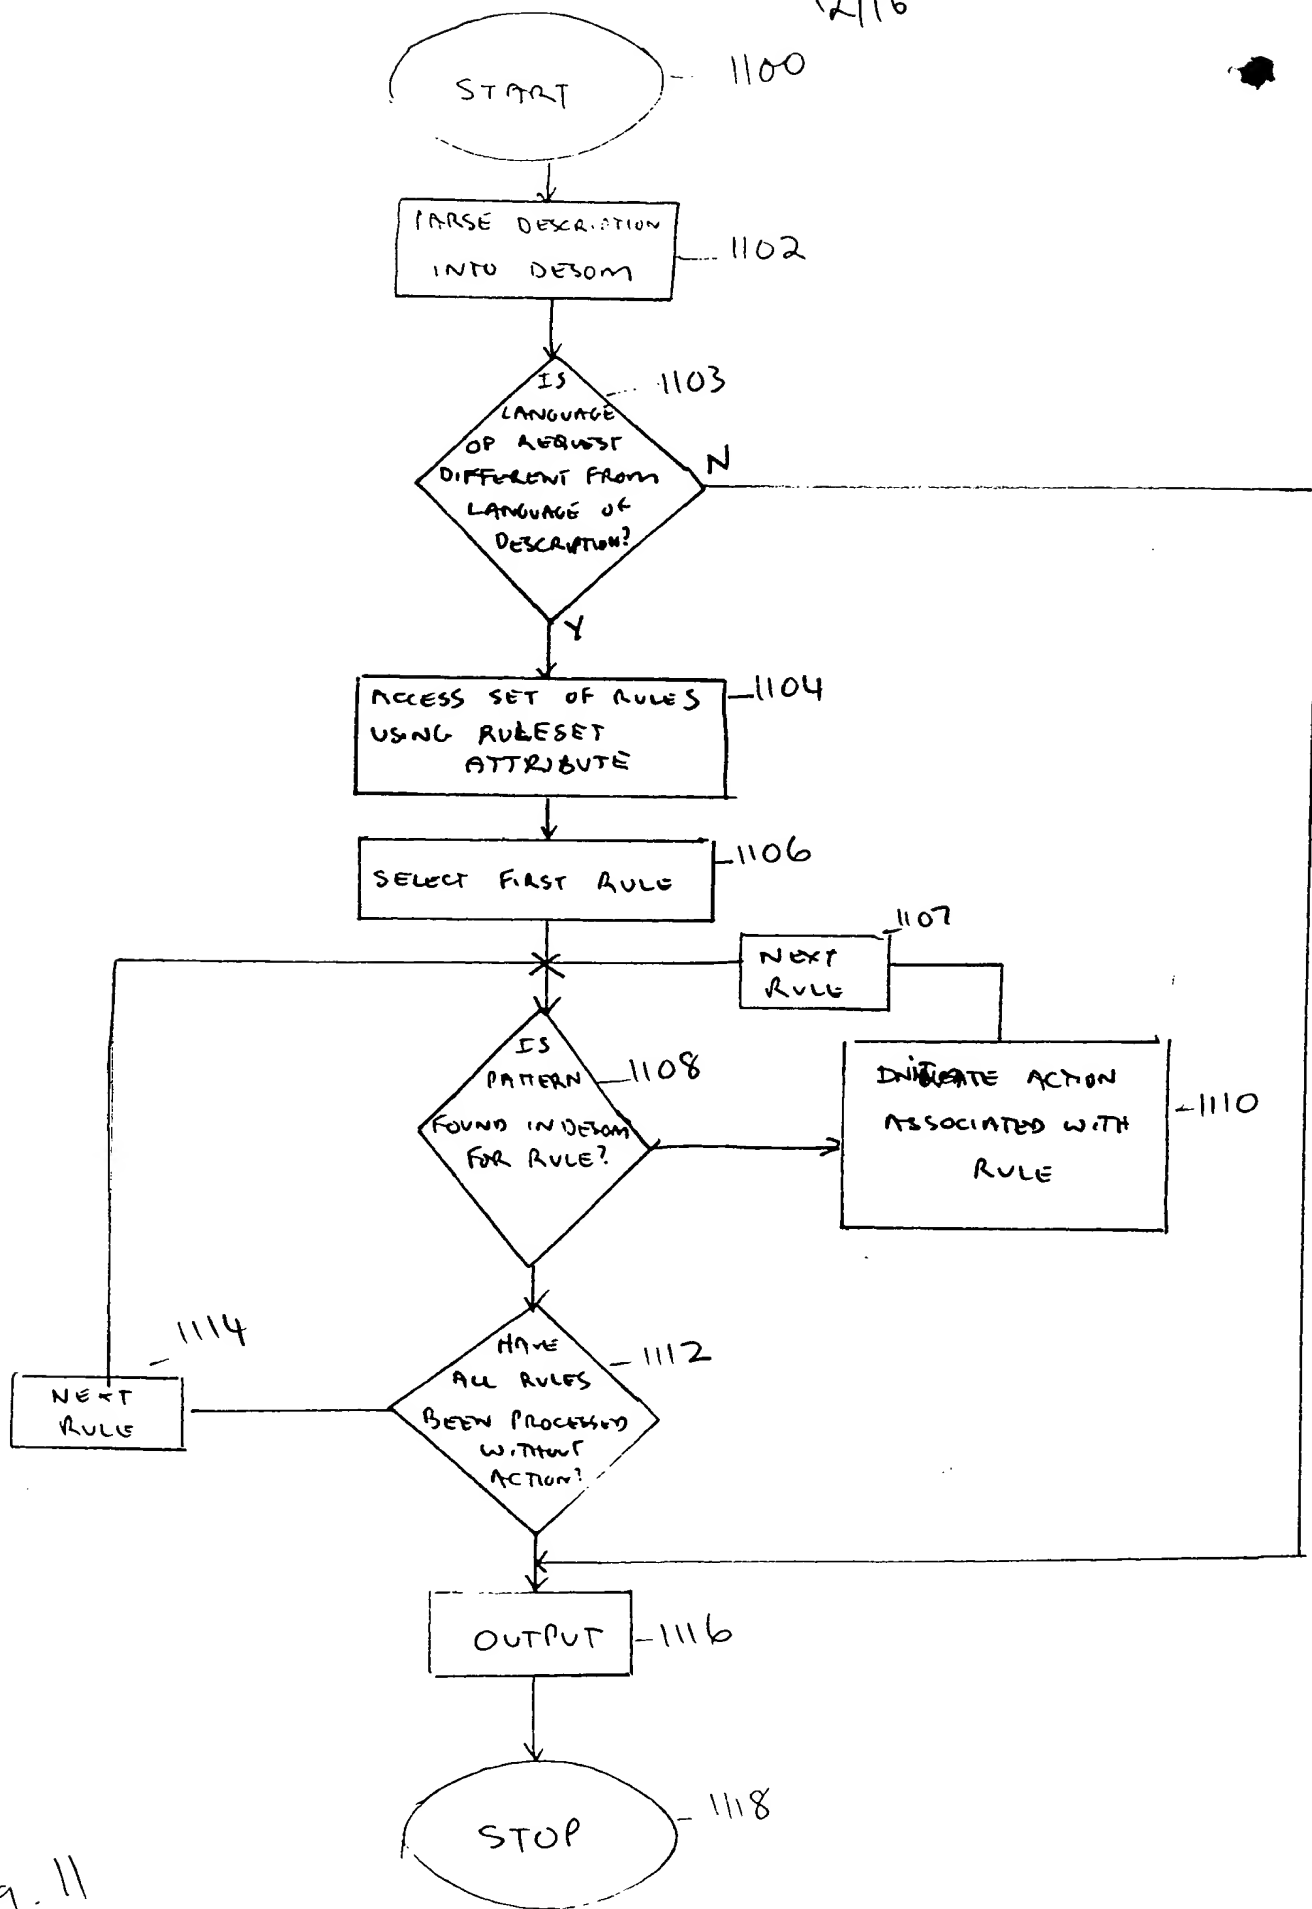 12/16
START
1100
PARSE DESCRIPTION
INTO DESOM
1102
IS
LANGUAGE
OF REQUEST
DIFFERENT FROM
LANGUAGE OF
DESCRIPTION?
1103
N
Y
ACCESS SET OF RULES
USING RULESET
ATTRIBUTE
1104
SELECT FIRST RULE
1106
1107
NEXT
RULE
IS
PATTERN
FOUND IN DESOM
FOR RULE?
1108
INITIATE ACTION
ASSOCIATED WITH
RULE
1110
1114
NEXT
RULE
HAVE
ALL RULES
BEEN PROCESSED
WITHOUT
ACTION?
1112
OUTPUT
1116
STOP
1118
g. 11